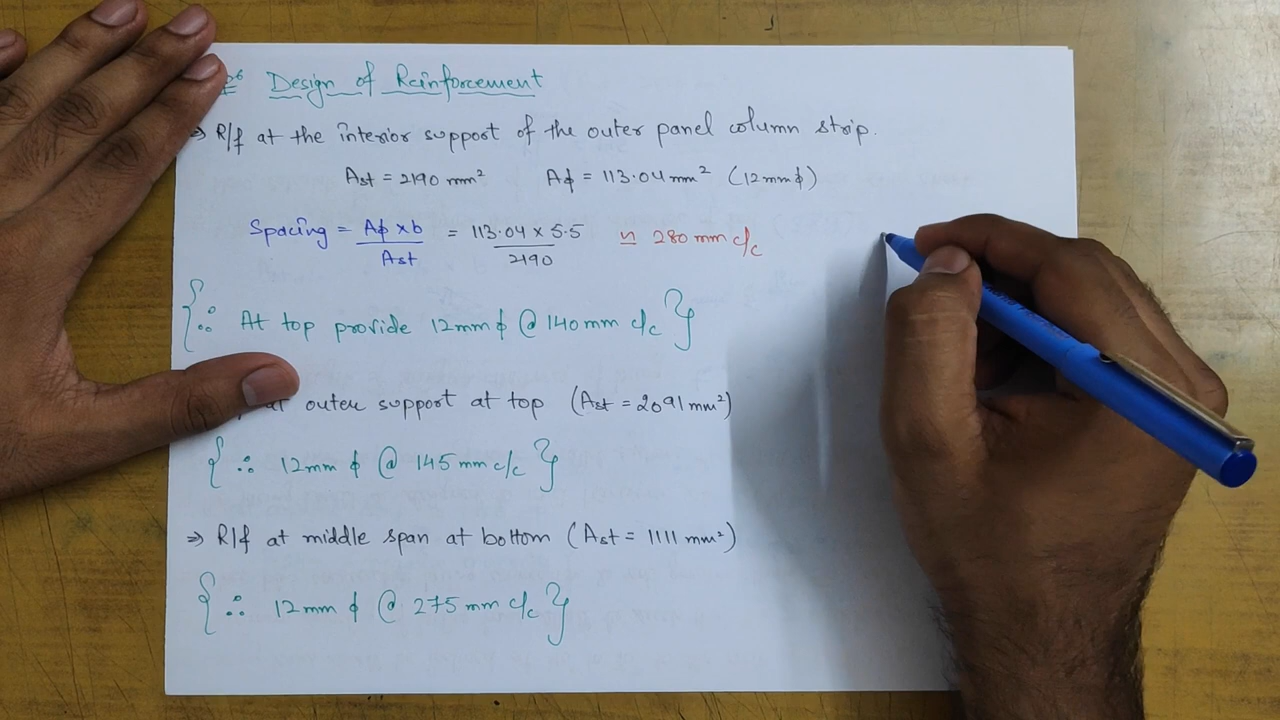 Design of Reinforcement
⇒ R/f at the interior support of the outer panel column strip.
Ast = 2190 mm² Aϕ = 113.04 mm² (12mmϕ)
Spacing = Aϕ x b / Ast = 113.04 x 5.5 / 2190 ≃ 280 mm c/c
{∴ At top provide 12mm ϕ @ 140 mm c/c}
at outer support at top (Ast = 2091 mm²)
{∴ 12mm ϕ @ 145 mm c/c}
⇒ R/f at middle span at bottom (Ast = 1111 mm²)
{∴ 12mm ϕ @ 275 mm c/c}